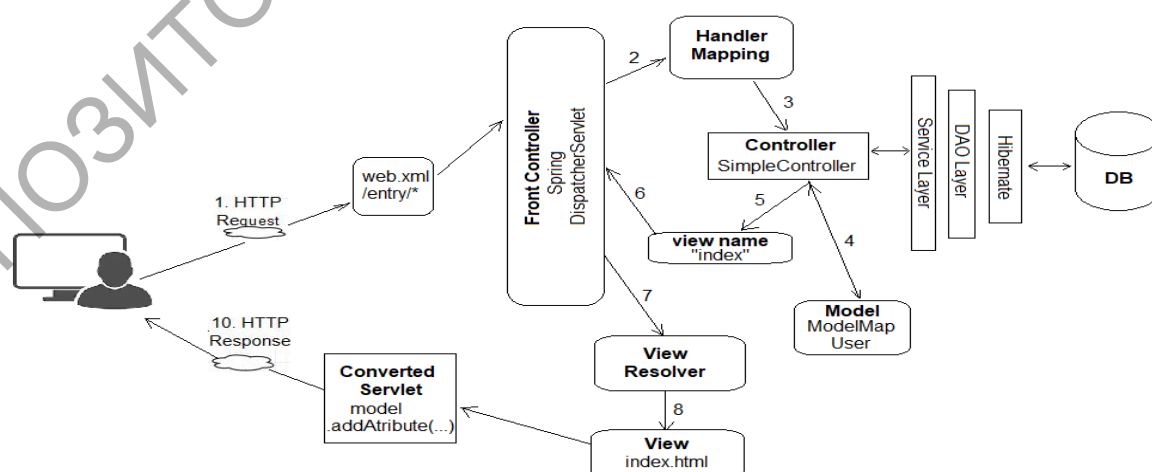 1. HTTP
Request
web.xml
/entry/*
Front Controller
Spring
DispatcherServlet
2
Handler
Mapping
3
Controller
SimpleController
Service Layer
DAO Layer
Hibernate
DB
4
Model
ModelMap
User
5
view name
"index"
6
7
View
Resolver
8
View
index.html
Converted
Servlet
model
.addAtribute(...)
10. HTTP
Response
ПОЗИТО